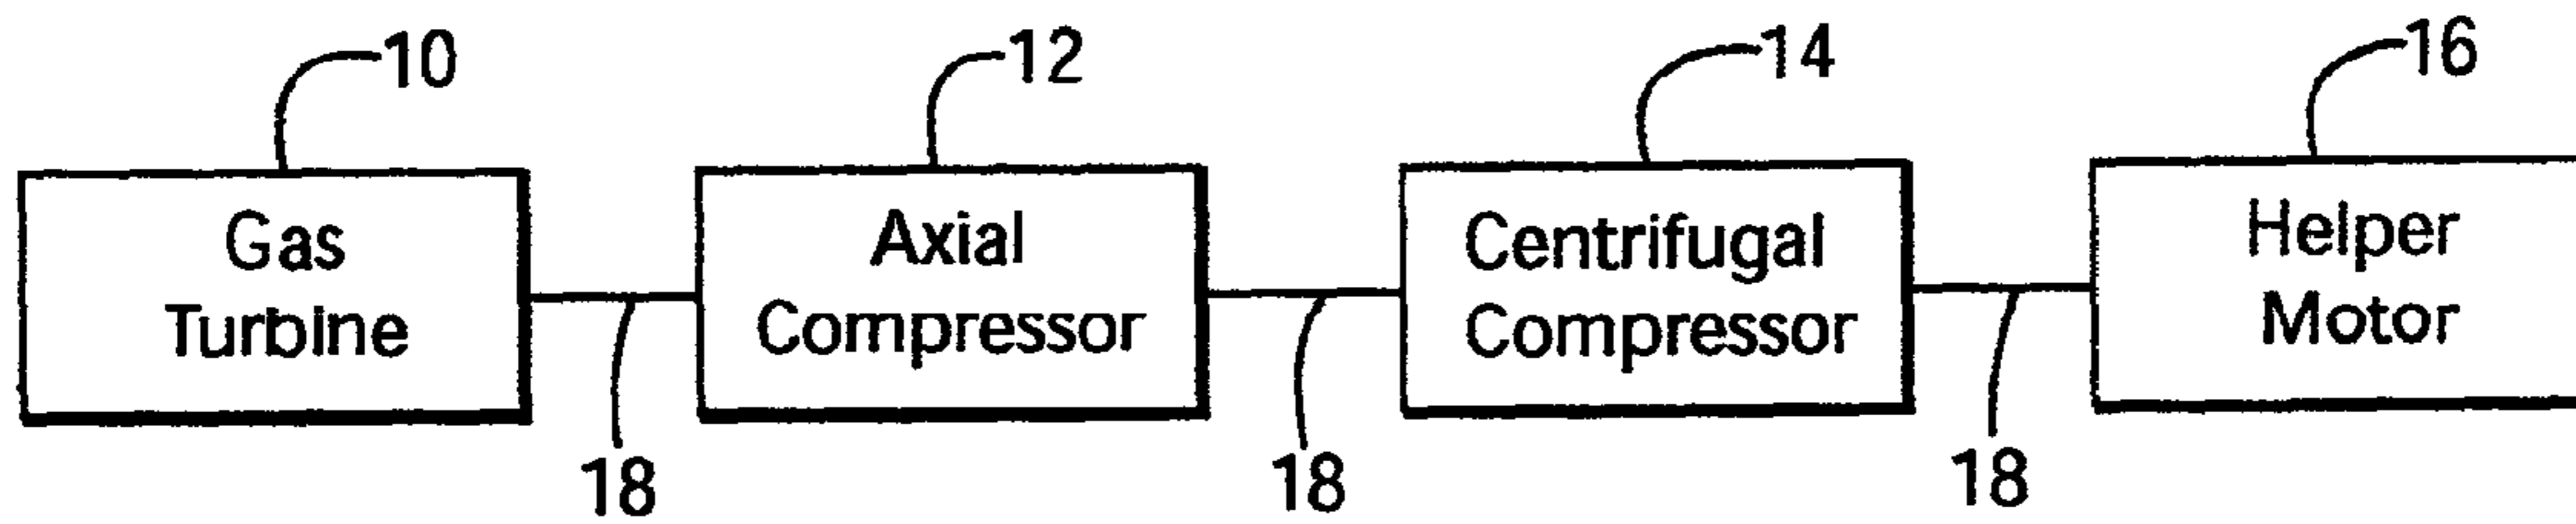 10
12
14
16
Gas
Turbine
Axial
Compressor
Centrifugal
Compressor
Helper
Motor
18
18
18